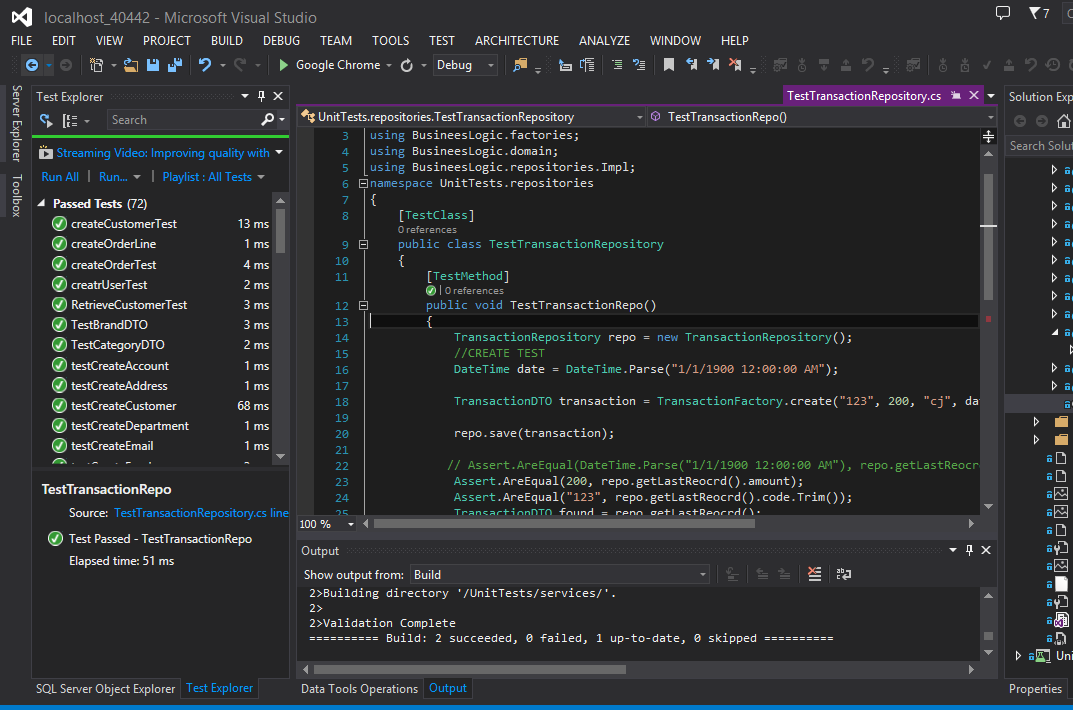 localhost_40442 - Microsoft Visual Studio
7
FILE EDIT VIEW PROJECT BUILD DEBUG TEAM TOOLS TEST ARCHITECTURE ANALYZE WINDOW HELP
Google Chrome Debug
Server Explorer
Toolbox
Test Explorer
Search
Streaming Video: Improving quality with
Run All | Run... | Playlist : All Tests
Passed Tests (72)
createCustomerTest 13 ms
createOrderLine 1 ms
createOrderTest 4 ms
creatrUserTest 2 ms
RetrieveCustomerTest 3 ms
TestBrandDTO 3 ms
TestCategoryDTO 2 ms
testCreateAccount 1 ms
testCreateAddress 1 ms
testCreateCustomer 68 ms
testCreateDepartment 1 ms
testCreateEmail 1 ms
TestTransactionRepo
Source: TestTransactionRepository.cs line
Test Passed - TestTransactionRepo
Elapsed time: 51 ms
SQL Server Object Explorer Test Explorer
TestTransactionRepository.cs
UnitTests.repositories.TestTransactionRepository TestTransactionRepo()
3 using BusineesLogic.factories;
4 using BusineesLogic.domain;
5 using BusineesLogic.repositories.Impl;
6 namespace UnitTests.repositories
7 {
8 [TestClass]
0 references
9 public class TestTransactionRepository
10 {
11 [TestMethod]
| 0 references
12 public void TestTransactionRepo()
13 {
14 TransactionRepository repo = new TransactionRepository();
15 //CREATE TEST
16 DateTime date = DateTime.Parse("1/1/1900 12:00:00 AM");
17
18 TransactionDTO transaction = TransactionFactory.create("123", 200, "cj", da
19
20 repo.save(transaction);
21
22 // Assert.AreEqual(DateTime.Parse("1/1/1900 12:00:00 AM"), repo.getLastReocr
23 Assert.AreEqual(200, repo.getLastReocrd().amount);
24 Assert.AreEqual("123", repo.getLastReocrd().code.Trim());
25 TransactionDTO found = repo.getLastReocrd();
100 %
Output
Show output from: Build
2>Building directory '/UnitTests/services/'.
2>
2>Validation Complete
========== Build: 2 succeeded, 0 failed, 1 up-to-date, 0 skipped ==========
Data Tools Operations Output
Solution Exp
Search Solut
Uni
Properties